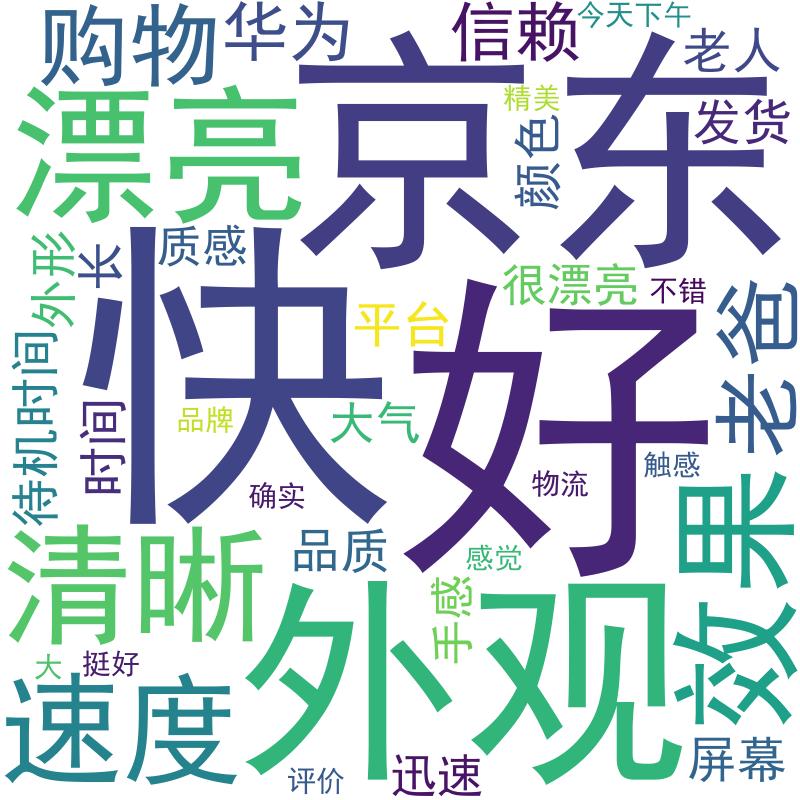 购物
华为
信赖
今天下午
京东
老人
漂亮
精美
颜色
发货
质感
外形
长
快
很漂亮
不错
平台
好
老爸
待机时间
时间
品牌
大气
确实
物流
触感
效果
清晰
品质
感觉
手感
外观
大
挺好
速度
评价
迅速
屏幕